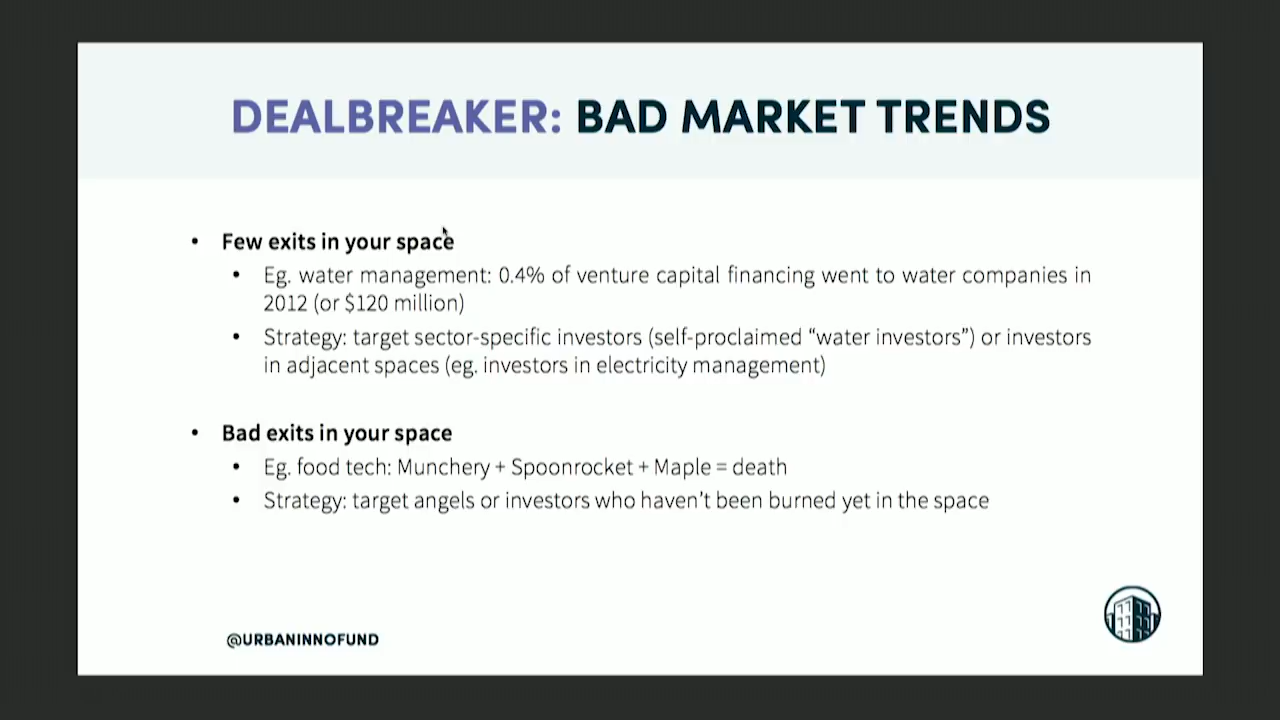 DEALBREAKER: BAD MARKET TRENDS
• Few exits in your space
• Eg. water management: 0.4% of venture capital financing went to water companies in
2012 (or $120 million)
• Strategy: target sector-specific investors (self-proclaimed “water investors”) or investors
in adjacent spaces (eg. investors in electricity management)
• Bad exits in your space
• Eg. food tech: Munchery + Spoonrocket + Maple = death
• Strategy: target angels or investors who haven’t been burned yet in the space
@URBANINNOFUND